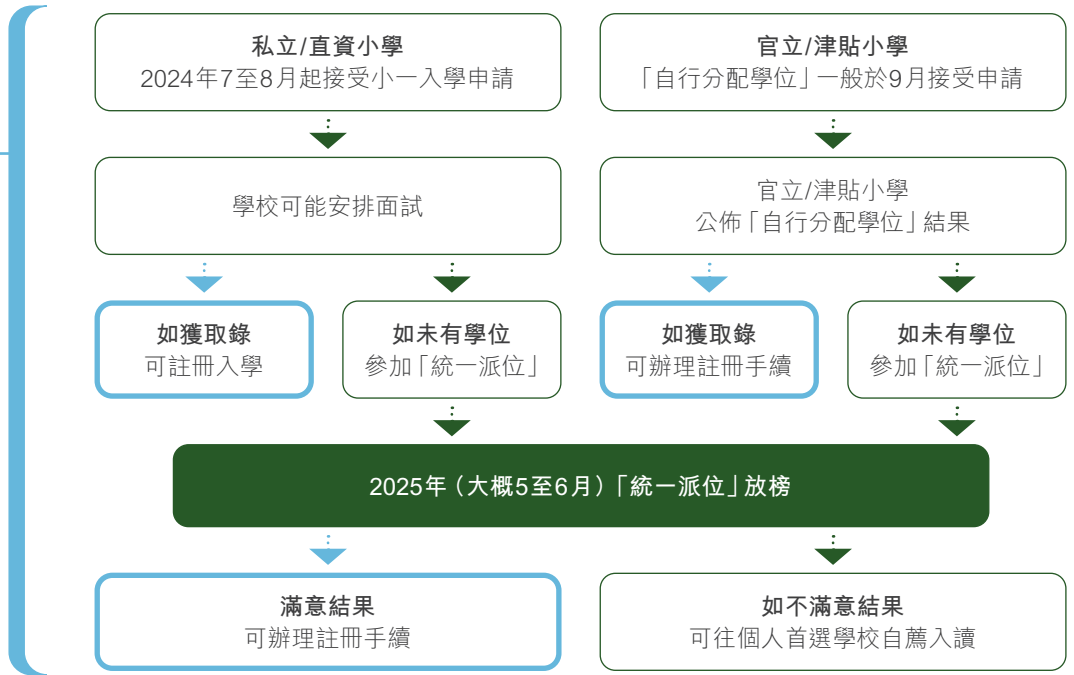 私立/直資小學
2024年7至8月起接受小一入學申請
官立/津貼小學
「自行分配學位」一般於9月接受申請
學校可能安排面試
官立/津貼小學
公佈「自行分配學位」結果
如獲取錄
可註冊入學
如未有學位
參加「統一派位」
如獲取錄
可辦理註冊手續
如未有學位
參加「統一派位」
2025年（大概5至6月）「統一派位」放榜
滿意結果
可辦理註冊手續
如不滿意結果
可往個人首選學校自薦入讀